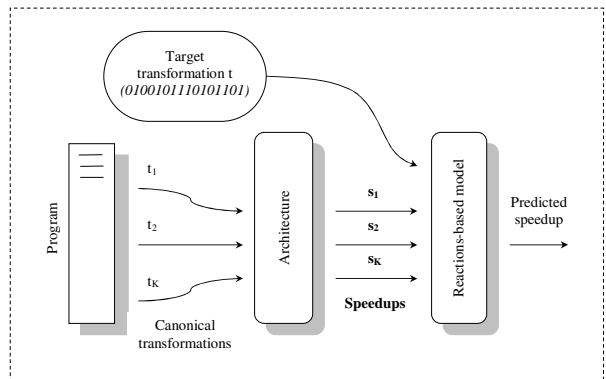 Target
transformation t
(0100101110101101)
Program
t1
t2
tK
Canonical
transformations
Architecture
s1
s2
sK
Speedups
Reactions-based model
Predicted
speedup